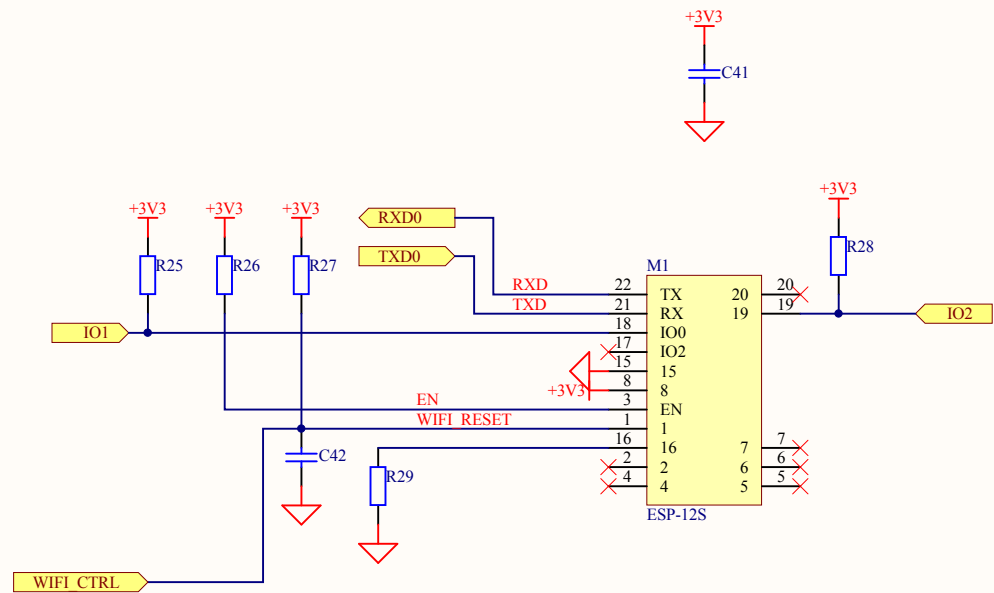 +3V3
C41
+3V3 +3V3 +3V3 RXD0 +3V3
R25 R26 R27 TXD0 R28
M1
RXD 22 TX 20 20
TXD 21 RX 19 19
IO1 18 IO0 IO2
17 IO2
15 15
+3V3 8 8
EN 3 EN
WIFI_RESET 1 1
16 16 7 7
C42 2 2 6 6
R29 4 4 5 5
ESP-12S
WIFI_CTRL